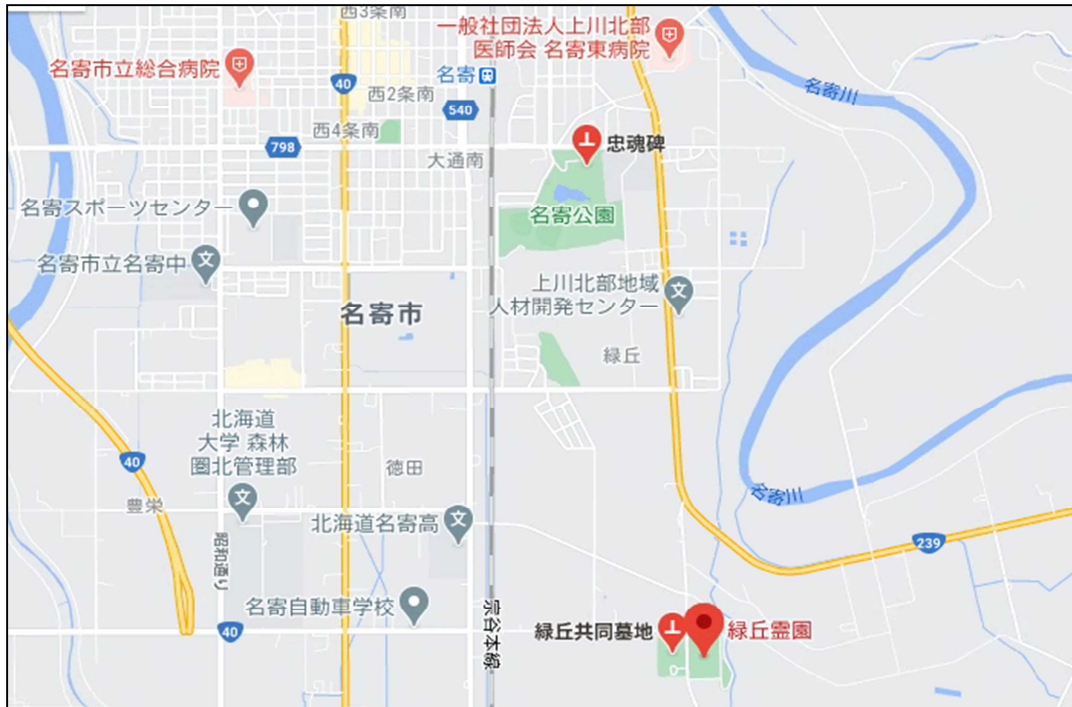 西3条南
一般社団法人上川北部
医師会 名寄東病院
名寄市立総合病院
40
名寄
西2条南
540
名寄川
西4条南
798
大通南
忠魂碑
名寄スポーツセンター
名寄公園
名寄市立名寄中
上川北部地域
人材開発センター
名寄市
緑丘
北海道
大学 森林
圏北管理部
40
徳田
名寄川
豊栄
北海道名寄高
239
昭和通り
名寄自動車学校
宗谷本線
40
緑丘共同墓地
緑丘霊園